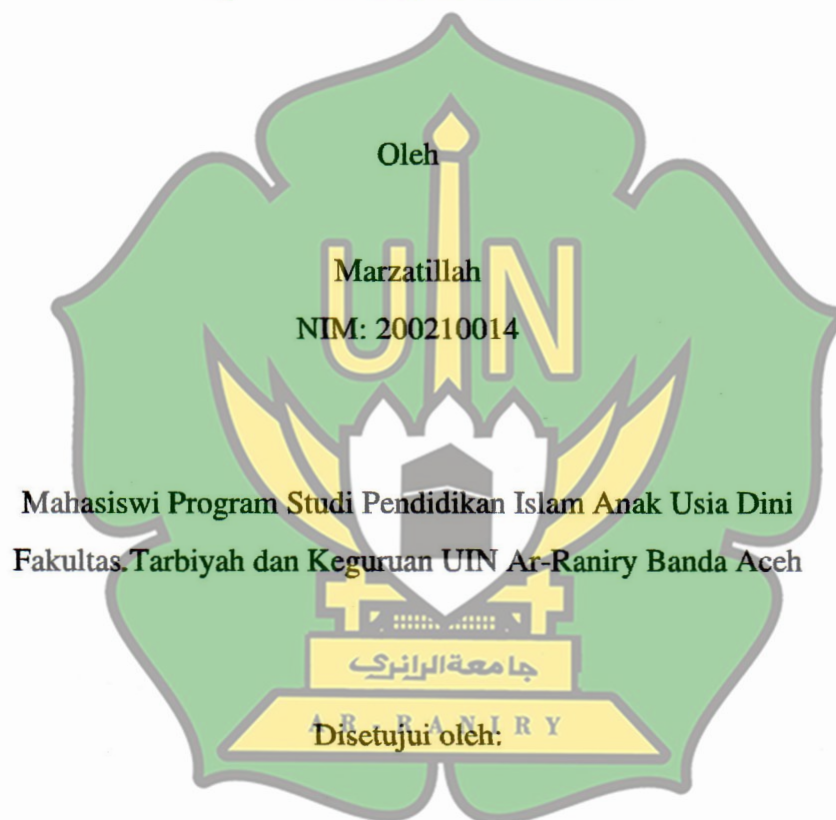 Oleh
UIN
Marzatillah
NIM: 200210014
Mahasiswi Program Studi Pendidikan Islam Anak Usia Dini
Fakultas.Tarbiyah dan Keguruan UIN Ar-Raniry Banda Aceh
جامعة الرانري
AR-RANIRY
Disetujui oleh: